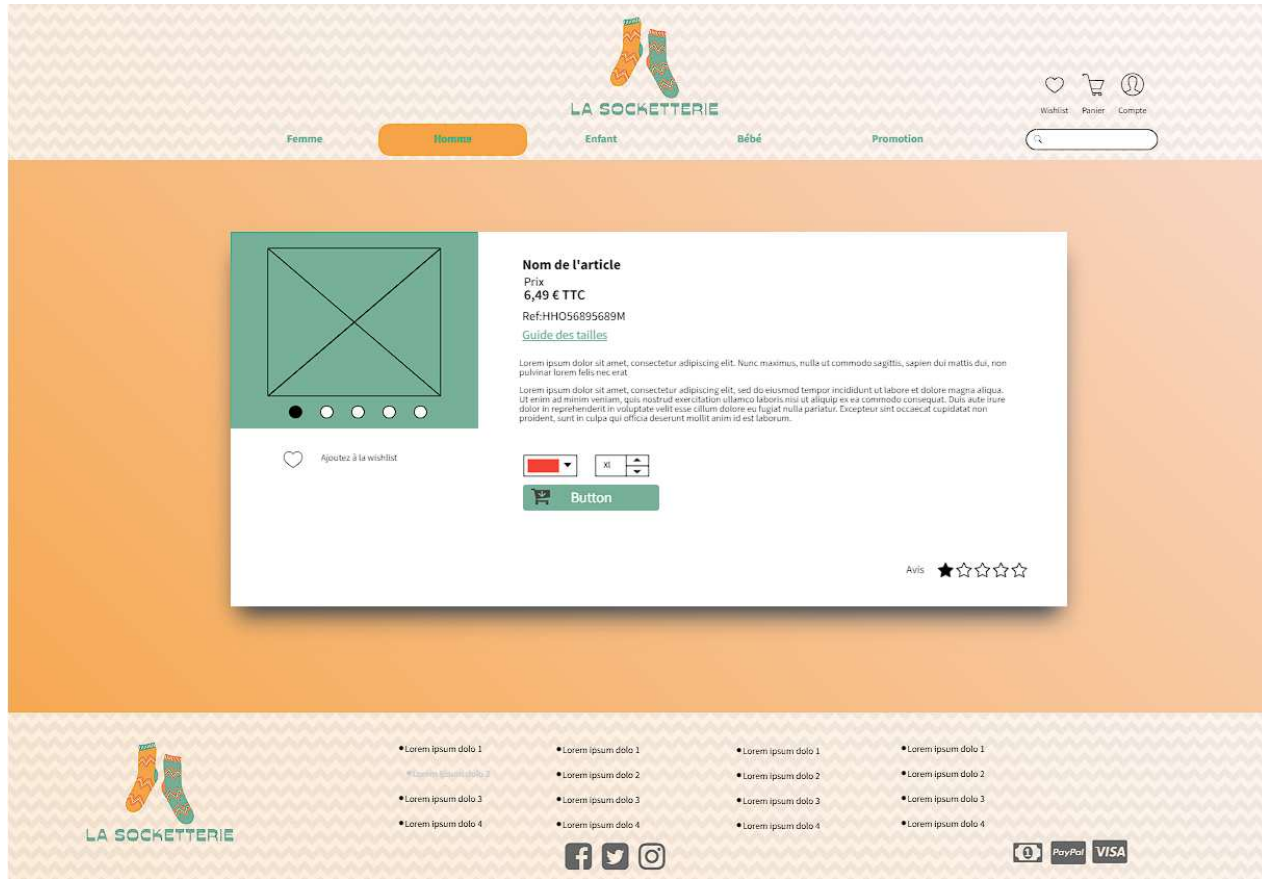 LA SOCKETTERIE
Wishlist Panier Compte
Femme Homme Enfant Bébé Promotion
Nom de l'article
Prix
6,49 € TTC
Ref:HHO56895689M
Guide des tailles
Lorem ipsum dolor sit amet, consectetur adipiscing elit. Nunc maximus, nulla ut commodo sagittis, sapien dui mattis dui, non
pulvinar lorem felis nec erat
Lorem ipsum dolor sit amet, consectetur adipiscing elit, sed do eiusmod tempor incididunt ut labore et dolore magna aliqua.
Ut enim ad minim veniam, quis nostrud exercitation ullamco laboris nisi ut aliquip ex ea commodo consequat. Duis aute irure
dolor in reprehenderit in voluptate velit esse cillum dolore eu fugiat nulla pariatur. Excepteur sint occaecat cupidatat non
proident, sunt in culpa qui officia deserunt mollit anim id est laborum.
Ajoutez à la wishlist
xl
Button
Avis
•Lorem ipsum dolo 1 •Lorem ipsum dolo 1 •Lorem ipsum dolo 1 •Lorem ipsum dolo 1
•Lorem ipsum dolo 2 •Lorem ipsum dolo 2 •Lorem ipsum dolo 2 •Lorem ipsum dolo 2
•Lorem ipsum dolo 3 •Lorem ipsum dolo 3 •Lorem ipsum dolo 3 •Lorem ipsum dolo 3
•Lorem ipsum dolo 4 •Lorem ipsum dolo 4 •Lorem ipsum dolo 4 •Lorem ipsum dolo 4
LA SOCKETTERIE
1 PayPal VISA